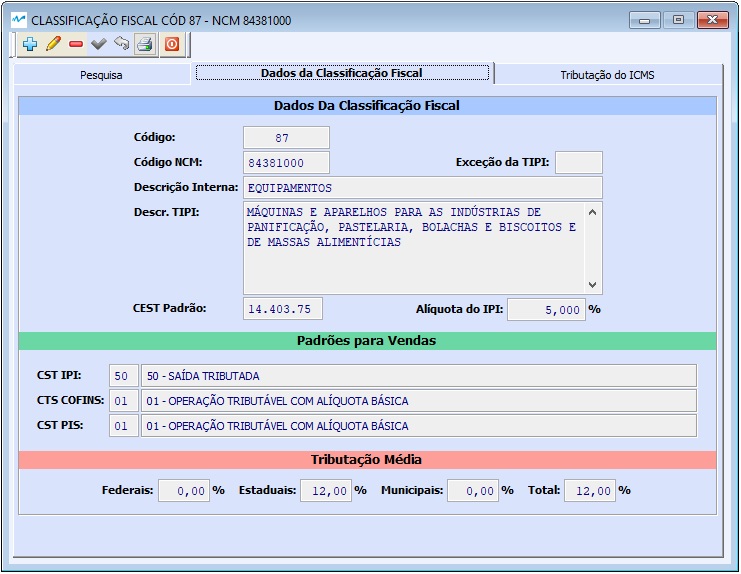 CLASSIFICAÇÃO FISCAL CÓD 87 - NCM 84381000
Pesquisa
Dados da Classificação Fiscal
Tributação do ICMS
Dados Da Classificação Fiscal
Código: 87
Código NCM: 84381000 Exceção da TIPI:
Descrição Interna: EQUIPAMENTOS
Descr. TIPI: MÁQUINAS E APARELHOS PARA AS INDÚSTRIAS DE
PANIFICAÇÃO, PASTELARIA, BOLACHAS E BISCOITOS E
DE MASSAS ALIMENTÍCIAS
CEST Padrão: 14.403.75 Alíquota do IPI: 5,000 %
Padrões para Vendas
CST IPI: 50 50 - SAÍDA TRIBUTADA
CTS COFINS: 01 01 - OPERAÇÃO TRIBUTÁVEL COM ALÍQUOTA BÁSICA
CST PIS: 01 01 - OPERAÇÃO TRIBUTÁVEL COM ALÍQUOTA BÁSICA
Tributação Média
Federais: 0,00 % Estaduais: 12,00 % Municipais: 0,00 % Total: 12,00 %